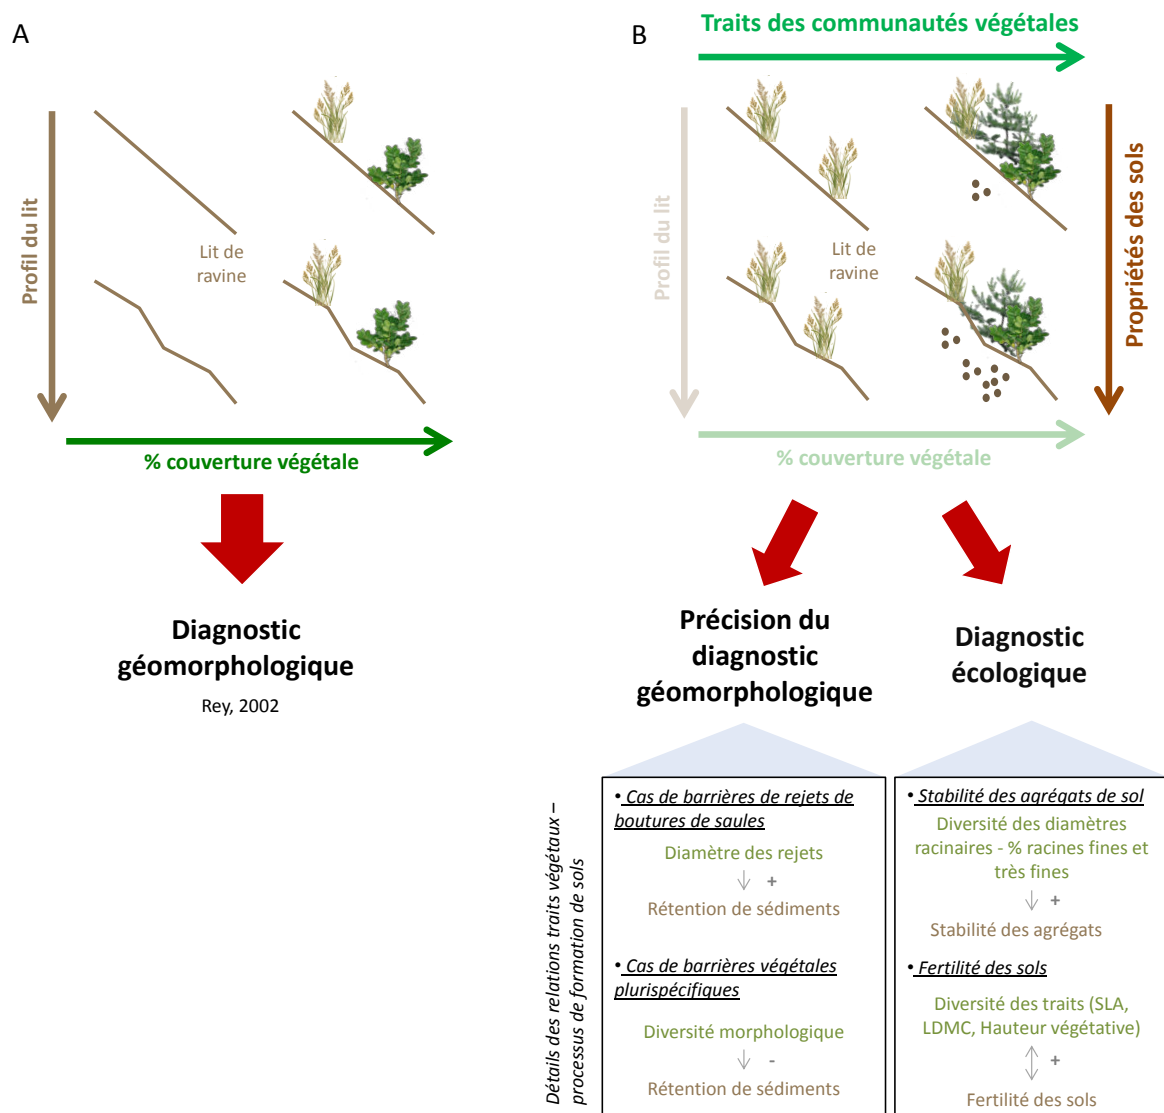 A
Profil du lit
Lit de
ravine
% couverture végétale
Diagnostic
géomorphologique
Rey, 2002
B
Traits des communautés végétales
Profil du lit
Lit de
ravine
Propriétés des sols
% couverture végétale
Précision du
diagnostic
géomorphologique
Diagnostic
écologique
Détails des relations traits végétaux –
processus de formation de sols
• Cas de barrières de rejets de
boutures de saules
Diamètre des rejets
+
Rétention de sédiments
• Cas de barrières végétales
plurispécifiques
Diversité morphologique
-
Rétention de sédiments
• Stabilité des agrégats de sol
Diversité des diamètres
racinaires - % racines fines et
très fines
+
Stabilité des agrégats
• Fertilité des sols
Diversité des traits (SLA,
LDMC, Hauteur végétative)
+
Fertilité des sols